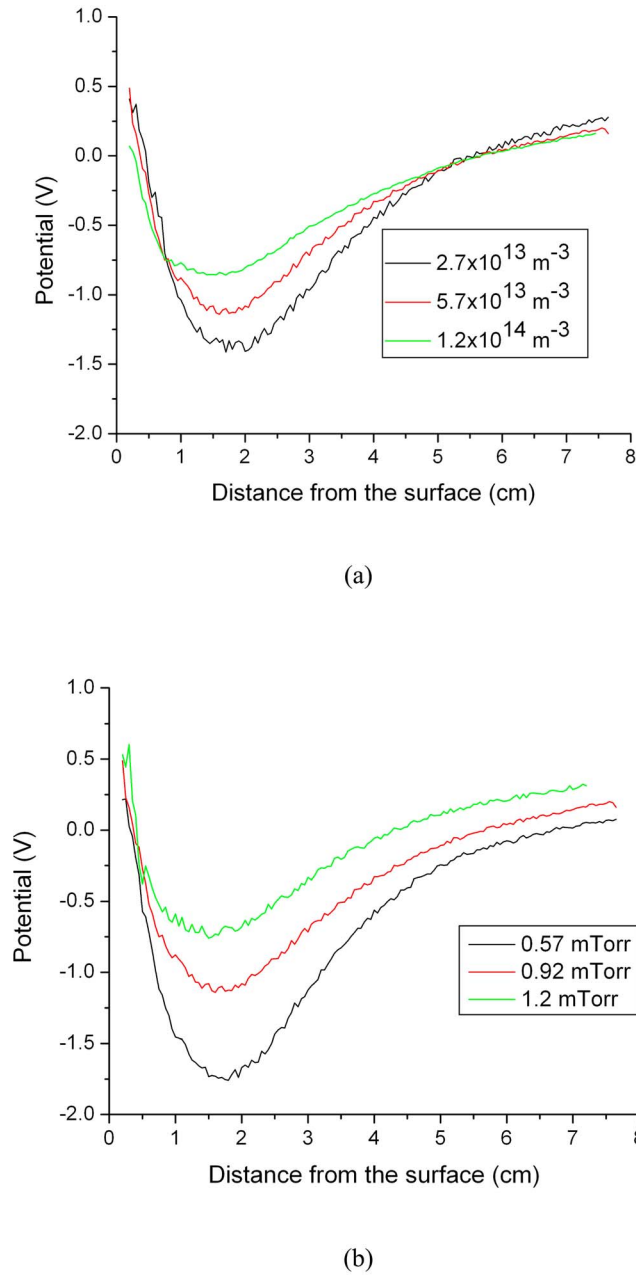 1.0
0.5
0.0
-0.5
-1.0
-1.5
-2.0
Potential (V)
2.7x10^13 m^-3
5.7x10^13 m^-3
1.2x10^14 m^-3
0 1 2 3 4 5 6 7 8
Distance from the surface (cm)
(a)
1.0
0.5
0.0
-0.5
-1.0
-1.5
-2.0
Potential (V)
0.57 mTorr
0.92 mTorr
1.2 mTorr
0 1 2 3 4 5 6 7 8
Distance from the surface (cm)
(b)